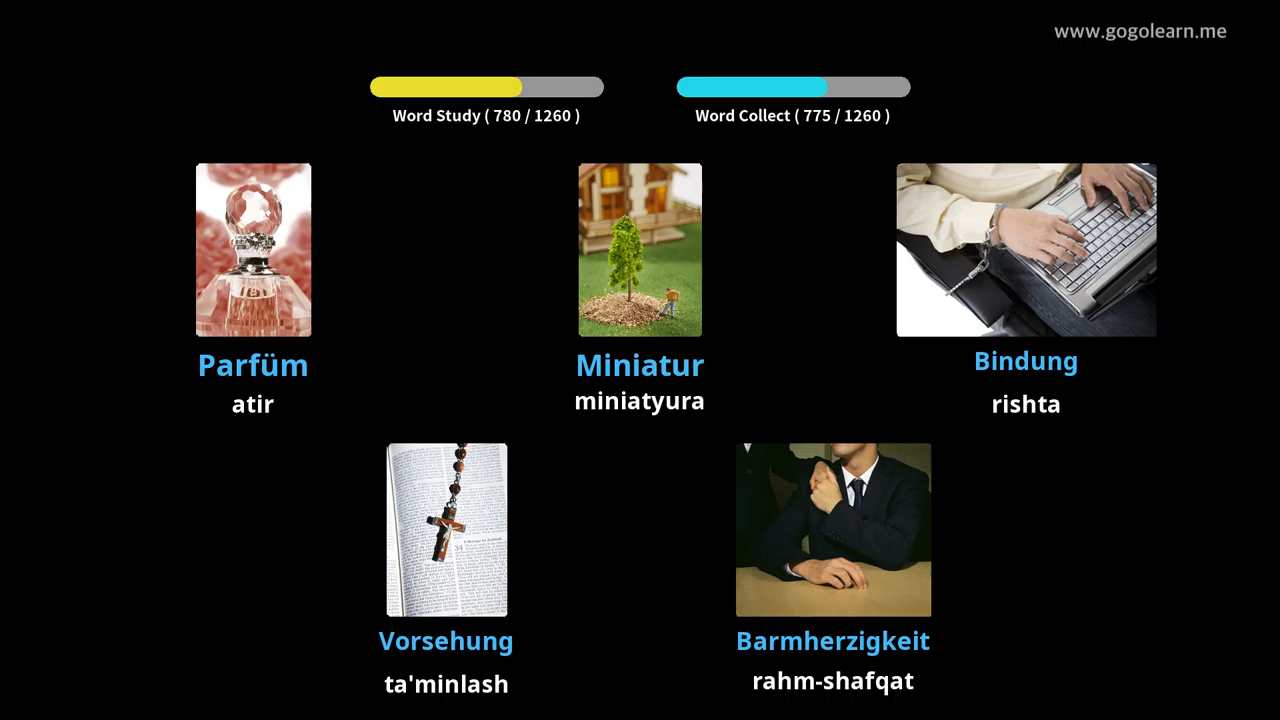 www.gogolearn.me
Word Study ( 780 / 1260 )
Word Collect ( 775 / 1260 )
Parfüm
atir
Miniatur
miniatyura
Bindung
rishta
Vorsehung
ta'minlash
Barmherzigkeit
rahm-shafqat